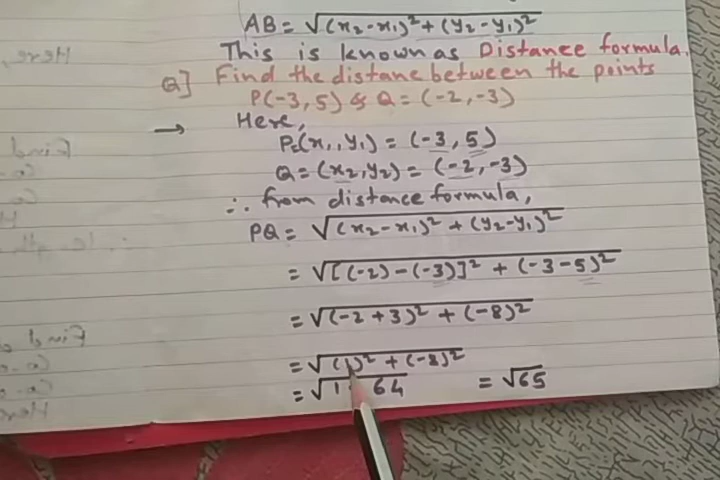 AB = √(x₂-x₁)² + (y₂-y₁)²
This is known as Distance formula.
Q] Find the distane between the points
P(-3, 5) & Q = (-2, -3)
→ Here,
P=(x₁, y₁) = (-3, 5)
Q = (x₂, y₂) = (-2, -3)
∴ from distance formula,
PQ = √(x₂-x₁)² + (y₂-y₁)²
= √[(-2)-(-3)]² + (-3-5)²
= √(-2+3)² + (-8)²
= √(1)² + (-8)²
= √1 64 = √65